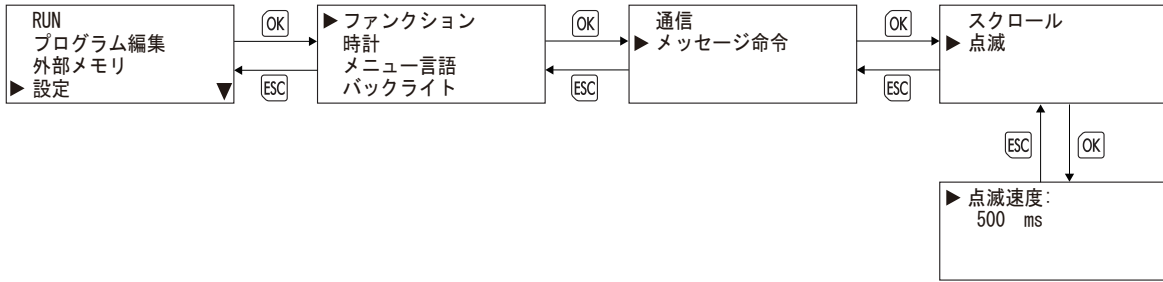 RUN
プログラム編集
外部メモリ
▶ 設定 ▼
OK
ESC
▶ ファンクション
時計
メニュー言語
バックライト
OK
ESC
通信
▶ メッセージ命令
OK
ESC
スクロール
▶ 点滅
ESC
OK
▶ 点滅速度:
500 ms